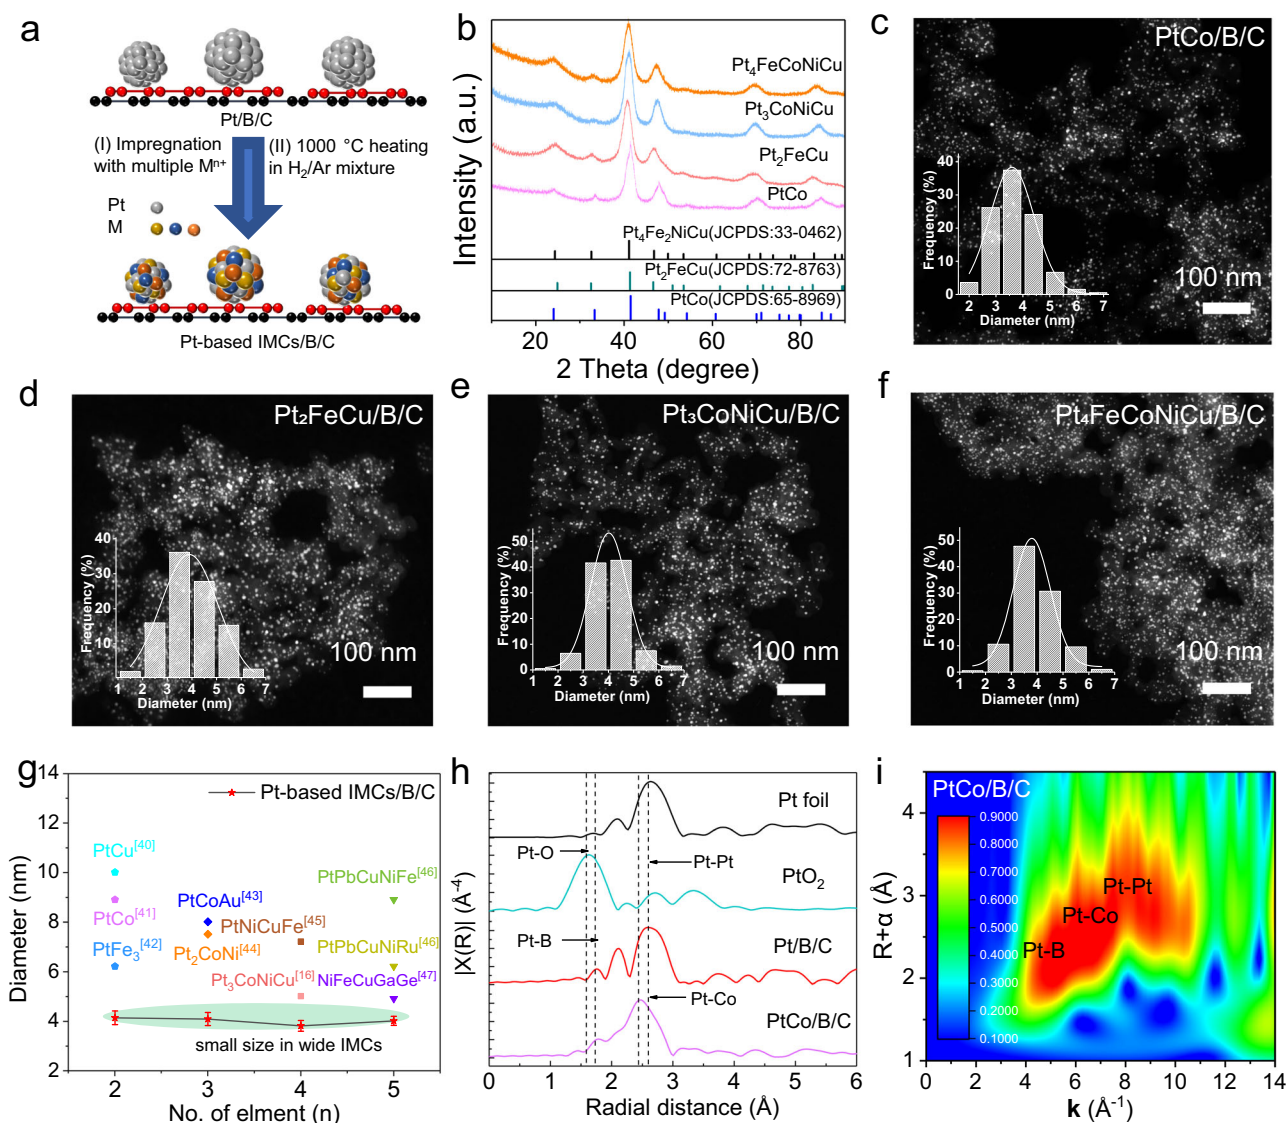 a
Pt/B/C
(I) Impregnation
with multiple Mⁿ⁺
(II) 1000 °C heating
in H₂/Ar mixture
Pt
M
Pt-based IMCs/B/C
b
Pt₄FeCoNiCu
Pt₃CoNiCu
Pt₂FeCu
PtCo
Pt₄Fe₂NiCu(JCPDS:33-0462)
Pt₂FeCu(JCPDS:72-8763)
PtCo(JCPDS:65-8969)
Intensity (a.u.)
20 40 60 80
2 Theta (degree)
c
PtCo/B/C
Frequency (%)
40
30
20
10
0
2 3 4 5 6 7
Diameter (nm)
100 nm
d
Pt₂FeCu/B/C
Frequency (%)
40
30
20
10
1 2 3 4 5 6 7
Diameter (nm)
100 nm
e
Pt₃CoNiCu/B/C
Frequency (%)
50
40
30
20
10
0
1 2 3 4 5 6 7
Diameter (nm)
100 nm
f
Pt₄FeCoNiCu/B/C
Frequency (%)
50
40
30
20
10
0
1 2 3 4 5 6 7
Diameter (nm)
100 nm
g
Pt-based IMCs/B/C
PtCu[40]
PtCo[41]
PtFe₃[42]
PtCoAu[43]
Pt₂CoNi[44]
PtNiCuFe[45]
Pt₃CoNiCu[16]
PtPbCuNiFe[46]
PtPbCuNiRu[46]
NiFeCuGaGe[47]
small size in wide IMCs
Diameter (nm)
14
12
10
8
6
4
2
2 3 4 5
No. of elment (n)
h
Pt foil
Pt-O
Pt-Pt
PtO₂
Pt-B
Pt/B/C
Pt-Co
PtCo/B/C
|X(R)| (Å⁻⁴)
0 1 2 3 4 5 6
Radial distance (Å)
i
PtCo/B/C
0.9000
0.8000
0.7000
0.6000
0.5000
0.4000
0.3000
0.2000
0.1000
Pt-Pt
Pt-Co
Pt-B
R+α (Å)
4
3
2
1
0 2 4 6 8 10 12 14
k (Å⁻¹)